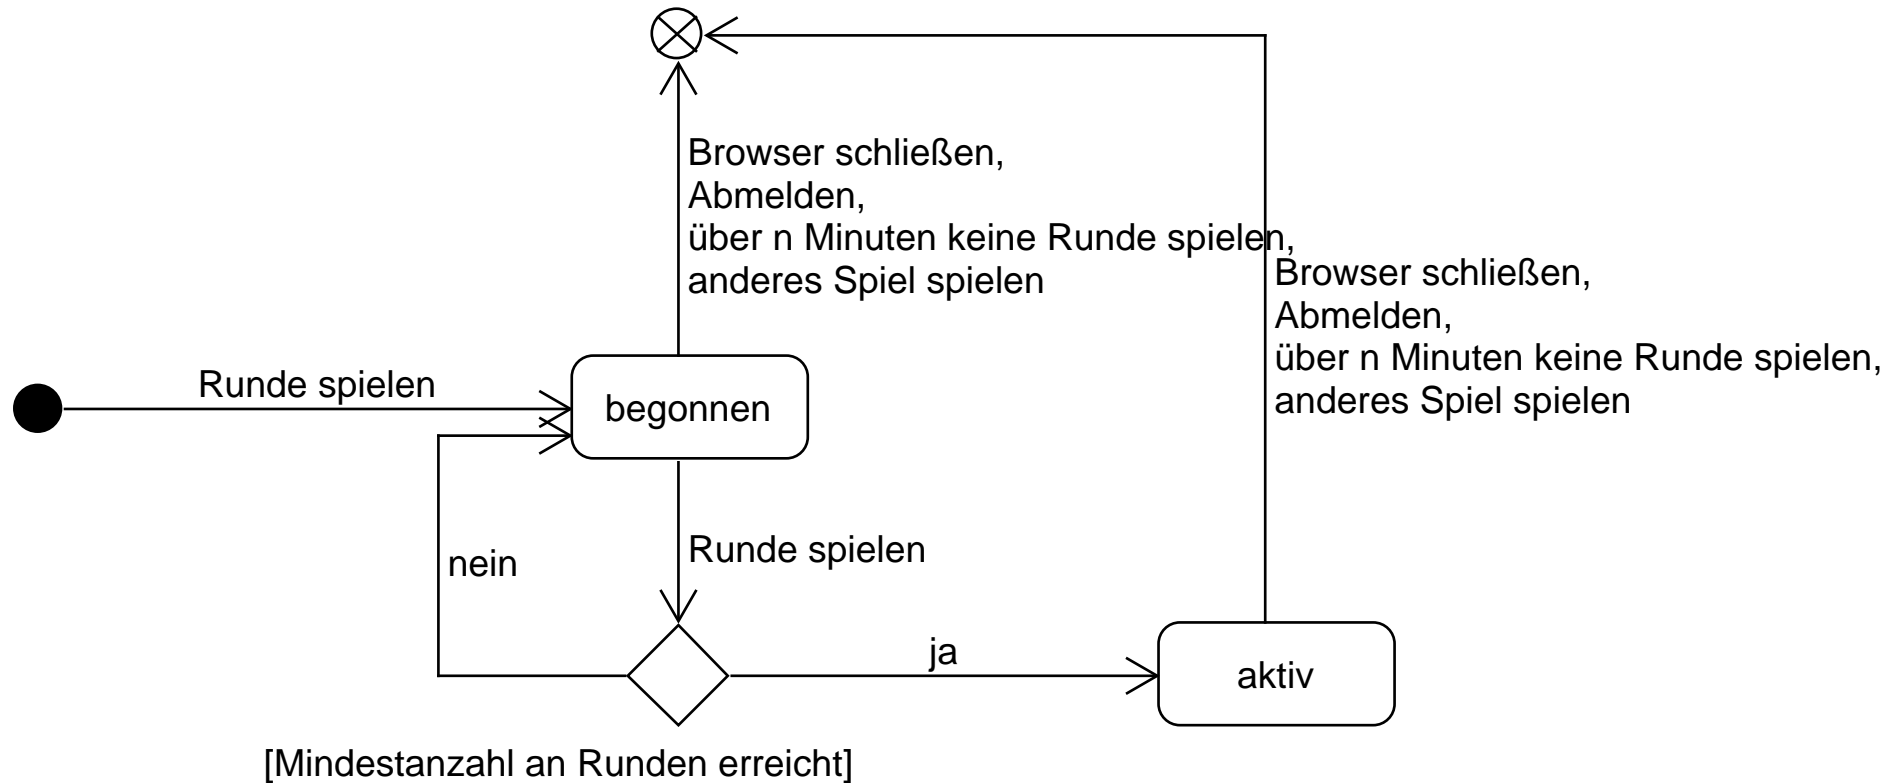 Browser schließen,
Abmelden,
über n Minuten keine Runde spielen,
anderes Spiel spielen
Browser schließen,
Abmelden,
über n Minuten keine Runde spielen,
anderes Spiel spielen
Runde spielen
begonnen
nein
Runde spielen
ja
aktiv
[Mindestanzahl an Runden erreicht]